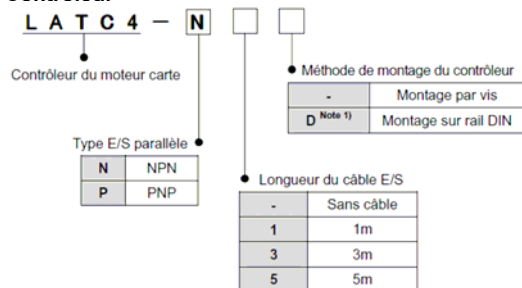 Contrôleur
L A T C 4 - N
Contrôleur du moteur carte
Méthode de montage du contrôleur
- Montage par vis
D Note 1) Montage sur rail DIN
Type E/S parallèle
N NPN
P PNP
Longueur du câble E/S
- Sans câble
1 1m
3 3m
5 5m